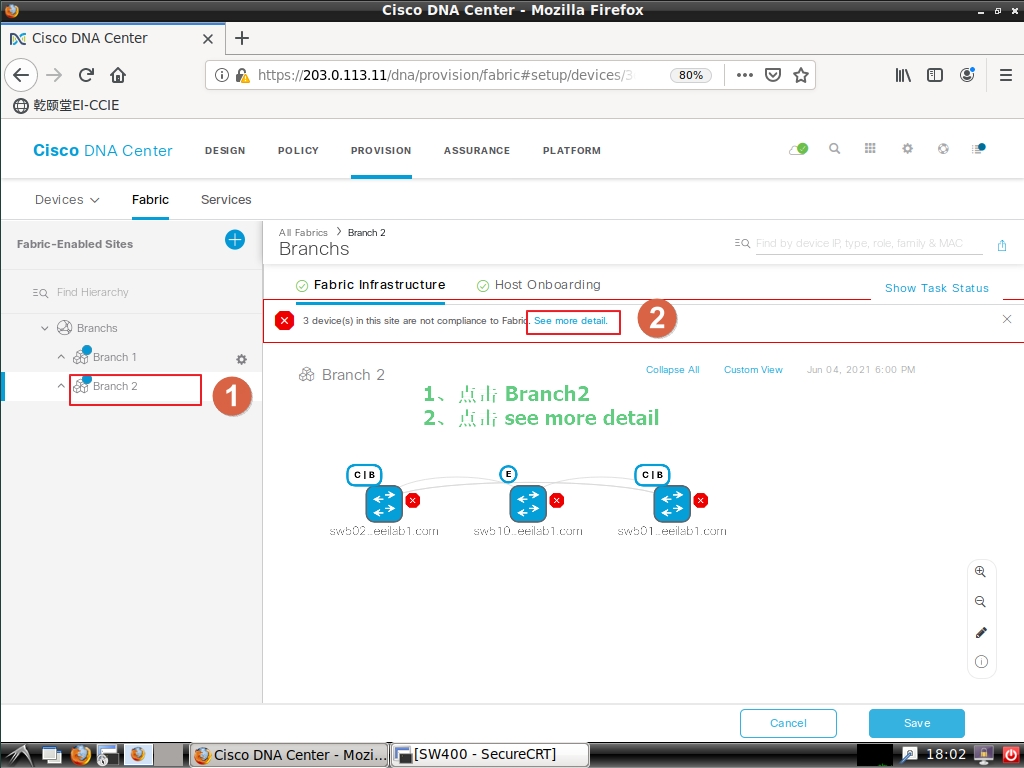 Cisco DNA Center - Mozilla Firefox
Cisco DNA Center
https://203.0.113.11/dna/provision/fabric#setup/devices/3
80%
乾颐堂EI-CCIE
Cisco DNA Center
DESIGN
POLICY
PROVISION
ASSURANCE
PLATFORM
Devices
Fabric
Services
Fabric-Enabled Sites
Find Hierarchy
Branchs
Branch 1
Branch 2
1
All Fabrics > Branch 2
Branchs
Find by device IP, type, role, family & MAC
Fabric Infrastructure
Host Onboarding
Show Task Status
3 device(s) in this site are not compliance to Fabric. See more detail.
2
Branch 2
Collapse All
Custom View
Jun 04, 2021 6:00 PM
1、点击 Branch2
2、点击 see more detail
C|B
E
C|B
sw502...eeilab1.com
sw510...eeilab1.com
sw501...eeilab1.com
Cancel
Save
Cisco DNA Center - Mozi...
[SW400 - SecureCRT]
18:02